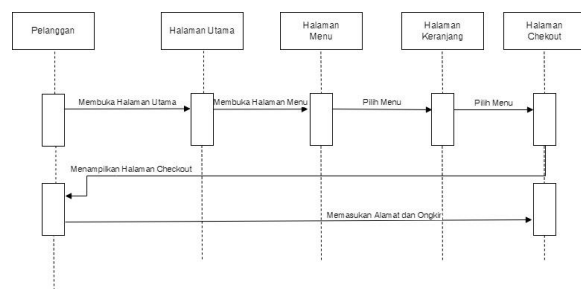 Pelanggan
Halaman Utama
Halaman
Menu
Halaman
Keranjang
Halaman
Chekout
Membuka Halaman Utama
Membuka Halaman Menu
Pilih Menu
Pilih Menu
Menampilkan Halaman Checkout
Memasukan Alamat dan Ongkir